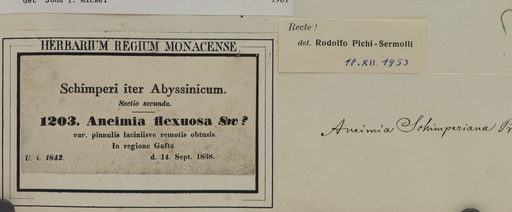 det John T. Mickel 1981
Recte!
det. Rodolfo Pichi-Sermolli
18.XII.1953
HERBARIUM REGIUM MONACENSE.
Schimperi iter Abyssinicum.
Sectio secunda.
1203. Aneimia flexuosa Sw?
var. pinnulis laciniisve remotis obtusis.
In regione Gafta
U. i. 1842. d. 14. Sept. 1838.
Aneimia Schimperiana Pr